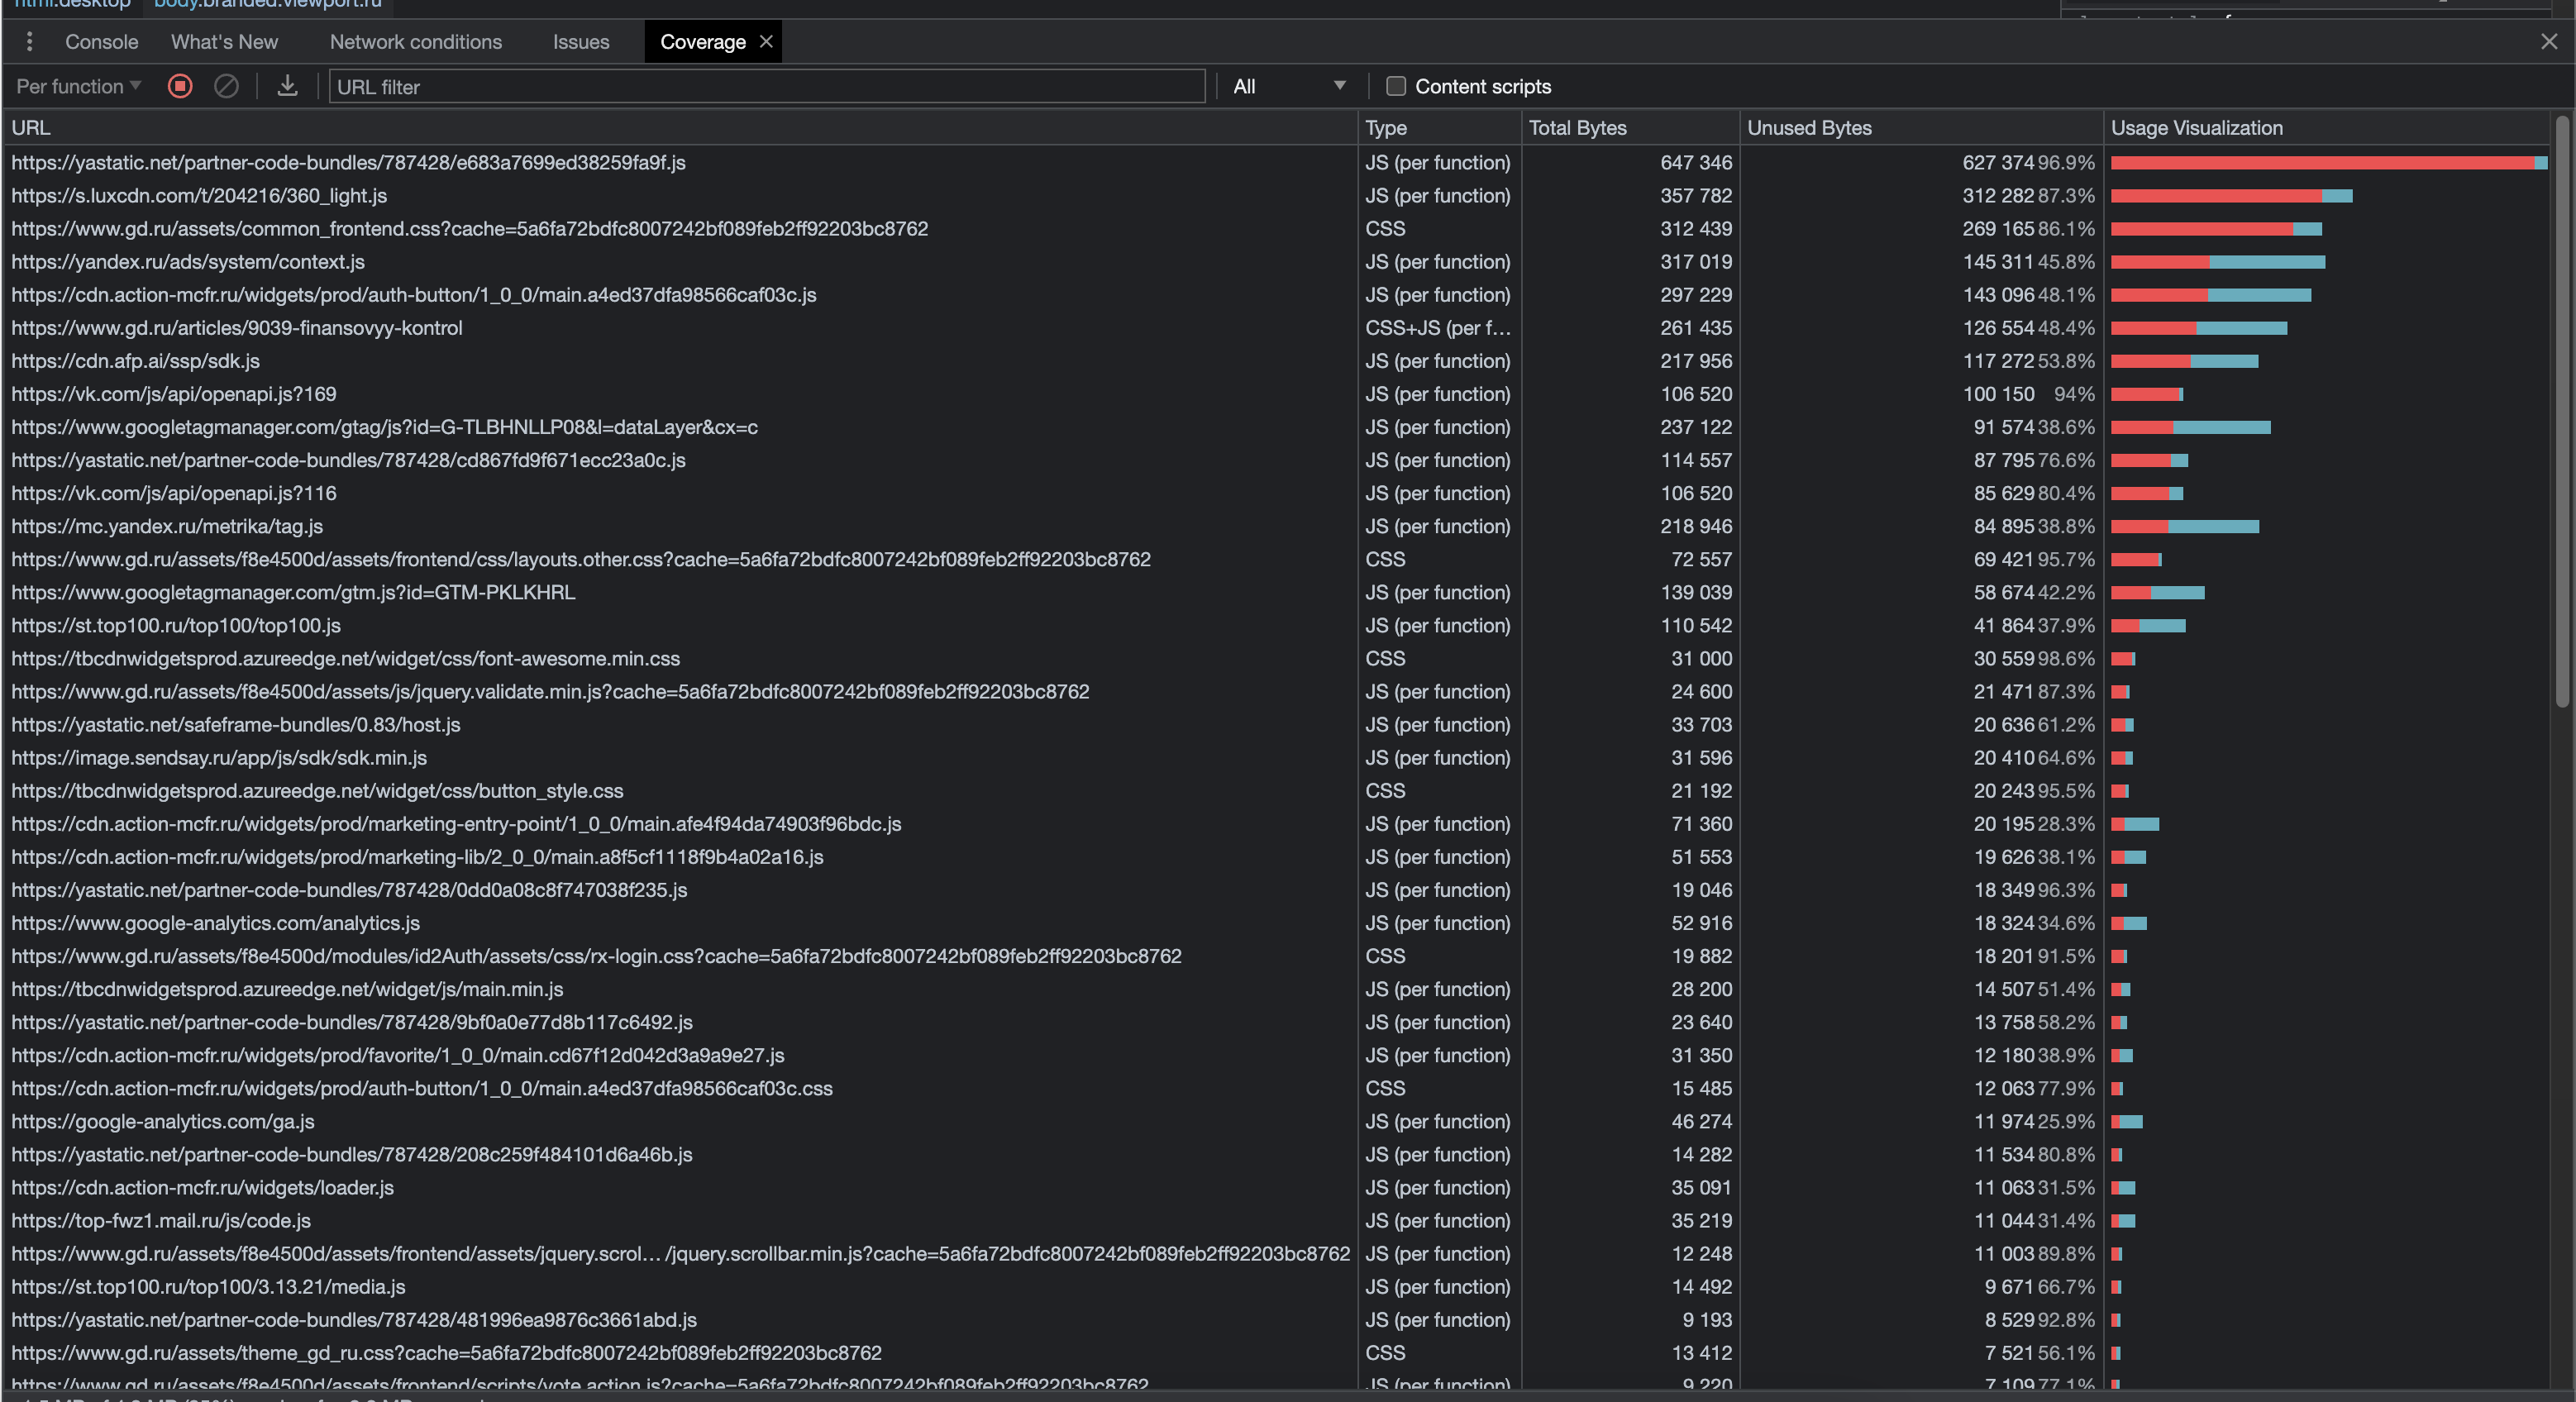 html.desktop body.branded.viewport.ru
Console What's New Network conditions Issues Coverage
Per function URL filter All Content scripts
URL Type Total Bytes Unused Bytes Usage Visualization
https://yastatic.net/partner-code-bundles/787428/e683a7699ed38259fa9f.js JS (per function) 647 346 627 374 96.9%
https://s.luxcdn.com/t/204216/360_light.js JS (per function) 357 782 312 282 87.3%
https://www.gd.ru/assets/common_frontend.css?cache=5a6fa72bdfc8007242bf089feb2ff92203bc8762 CSS 312 439 269 165 86.1%
https://yandex.ru/ads/system/context.js JS (per function) 317 019 145 311 45.8%
https://cdn.action-mcfr.ru/widgets/prod/auth-button/1_0_0/main.a4ed37dfa98566caf03c.js JS (per function) 297 229 143 096 48.1%
https://www.gd.ru/articles/9039-finansovyy-kontrol CSS+JS (per f… 261 435 126 554 48.4%
https://cdn.afp.ai/ssp/sdk.js JS (per function) 217 956 117 272 53.8%
https://vk.com/js/api/openapi.js?169 JS (per function) 106 520 100 150 94%
https://www.googletagmanager.com/gtag/js?id=G-TLBHNLLP08&l=dataLayer&cx=c JS (per function) 237 122 91 574 38.6%
https://yastatic.net/partner-code-bundles/787428/cd867fd9f671ecc23a0c.js JS (per function) 114 557 87 795 76.6%
https://vk.com/js/api/openapi.js?116 JS (per function) 106 520 85 629 80.4%
https://mc.yandex.ru/metrika/tag.js JS (per function) 218 946 84 895 38.8%
https://www.gd.ru/assets/f8e4500d/assets/frontend/css/layouts.other.css?cache=5a6fa72bdfc8007242bf089feb2ff92203bc8762 CSS 72 557 69 421 95.7%
https://www.googletagmanager.com/gtm.js?id=GTM-PKLKHRL JS (per function) 139 039 58 674 42.2%
https://st.top100.ru/top100/top100.js JS (per function) 110 542 41 864 37.9%
https://tbcdnwidgetsprod.azureedge.net/widget/css/font-awesome.min.css CSS 31 000 30 559 98.6%
https://www.gd.ru/assets/f8e4500d/assets/js/jquery.validate.min.js?cache=5a6fa72bdfc8007242bf089feb2ff92203bc8762 JS (per function) 24 600 21 471 87.3%
https://yastatic.net/safeframe-bundles/0.83/host.js JS (per function) 33 703 20 636 61.2%
https://image.sendsay.ru/app/js/sdk/sdk.min.js JS (per function) 31 596 20 410 64.6%
https://tbcdnwidgetsprod.azureedge.net/widget/css/button_style.css CSS 21 192 20 243 95.5%
https://cdn.action-mcfr.ru/widgets/prod/marketing-entry-point/1_0_0/main.afe4f94da74903f96bdc.js JS (per function) 71 360 20 195 28.3%
https://cdn.action-mcfr.ru/widgets/prod/marketing-lib/2_0_0/main.a8f5cf1118f9b4a02a16.js JS (per function) 51 553 19 626 38.1%
https://yastatic.net/partner-code-bundles/787428/0dd0a08c8f747038f235.js JS (per function) 19 046 18 349 96.3%
https://www.google-analytics.com/analytics.js JS (per function) 52 916 18 324 34.6%
https://www.gd.ru/assets/f8e4500d/modules/id2Auth/assets/css/rx-login.css?cache=5a6fa72bdfc8007242bf089feb2ff92203bc8762 CSS 19 882 18 201 91.5%
https://tbcdnwidgetsprod.azureedge.net/widget/js/main.min.js JS (per function) 28 200 14 507 51.4%
https://yastatic.net/partner-code-bundles/787428/9bf0a0e77d8b117c6492.js JS (per function) 23 640 13 758 58.2%
https://cdn.action-mcfr.ru/widgets/prod/favorite/1_0_0/main.cd67f12d042d3a9a9e27.js JS (per function) 31 350 12 180 38.9%
https://cdn.action-mcfr.ru/widgets/prod/auth-button/1_0_0/main.a4ed37dfa98566caf03c.css CSS 15 485 12 063 77.9%
https://google-analytics.com/ga.js JS (per function) 46 274 11 974 25.9%
https://yastatic.net/partner-code-bundles/787428/208c259f484101d6a46b.js JS (per function) 14 282 11 534 80.8%
https://cdn.action-mcfr.ru/widgets/loader.js JS (per function) 35 091 11 063 31.5%
https://top-fwz1.mail.ru/js/code.js JS (per function) 35 219 11 044 31.4%
https://www.gd.ru/assets/f8e4500d/assets/frontend/assets/jquery.scrol… /jquery.scrollbar.min.js?cache=5a6fa72bdfc8007242bf089feb2ff92203bc8762 JS (per function) 12 248 11 003 89.8%
https://st.top100.ru/top100/3.13.21/media.js JS (per function) 14 492 9 671 66.7%
https://yastatic.net/partner-code-bundles/787428/481996ea9876c3661abd.js JS (per function) 9 193 8 529 92.8%
https://www.gd.ru/assets/theme_gd_ru.css?cache=5a6fa72bdfc8007242bf089feb2ff92203bc8762 CSS 13 412 7 521 56.1%
https://www.gd.ru/assets/f8e4500d/assets/frontend/scripts/vote.action.js?cache=5a6fa72bdfc8007242bf089feb2ff92203bc8762 JS (per function) 9 220 7 109 77.1%